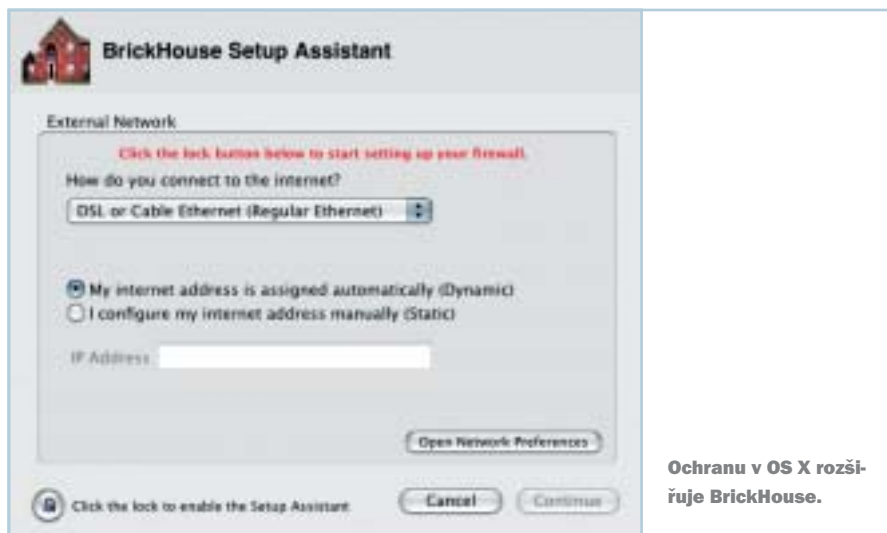 BrickHouse Setup Assistant
External Network
Click the lock button below to start setting up your firewall.
How do you connect to the internet?
DSL or Cable Ethernet (Regular Ethernet)
My internet address is assigned automatically (Dynamic)
I configure my internet address manually (Static)
IP Address
Open Network Preferences
Click the lock to enable the Setup Assistant
Cancel
Continue
Ochranu v OS X rozši-
řuje BrickHouse.